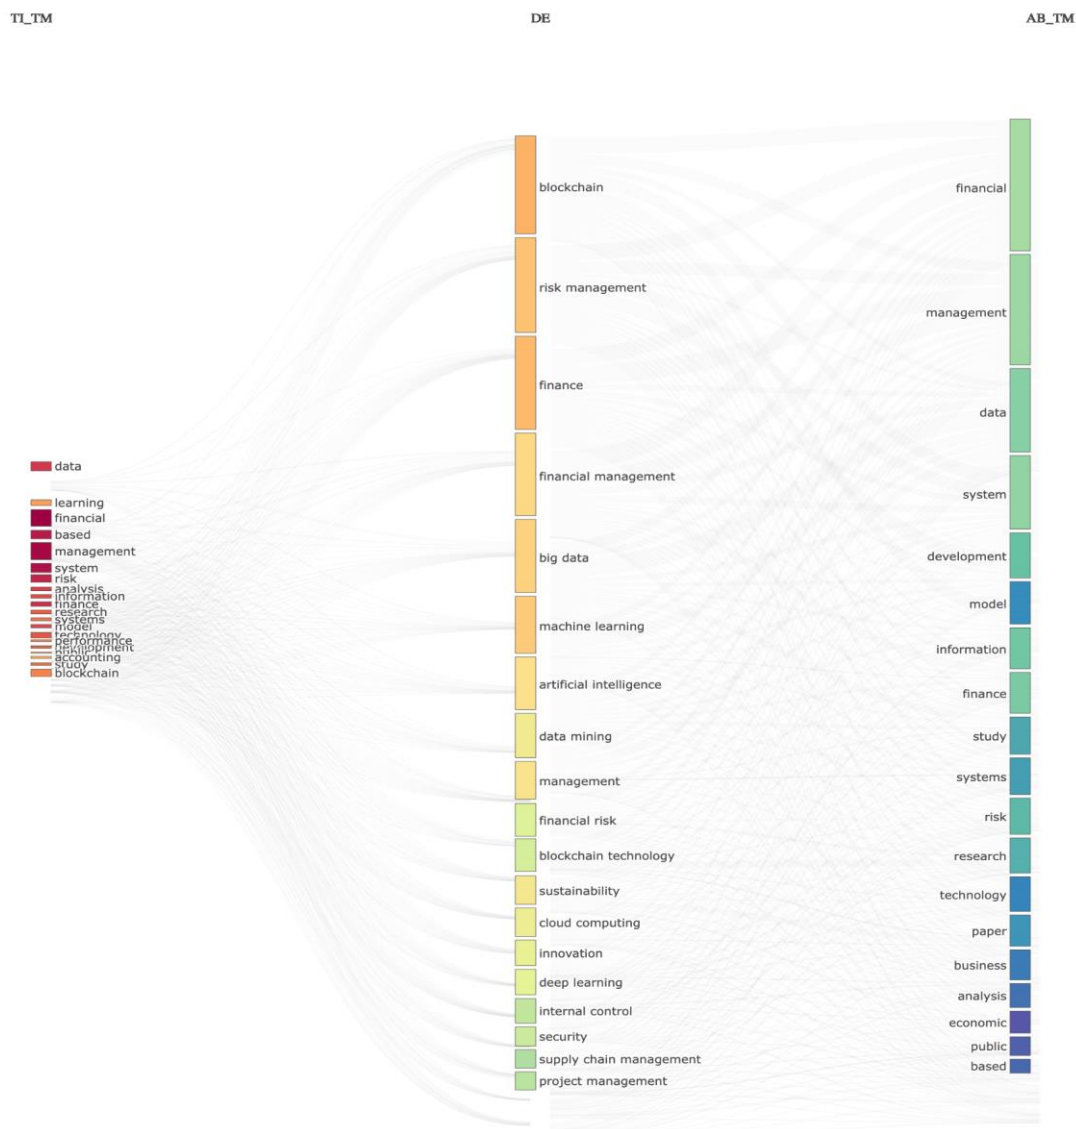 TI_TM
DE
AB_TM
data
learning
financial
based
management
system
risk
analysis
information
finance
research
systems
model
technology
performance
development
public
accounting
study
blockchain
blockchain
risk management
finance
financial management
big data
machine learning
artificial intelligence
data mining
management
financial risk
blockchain technology
sustainability
cloud computing
innovation
deep learning
internal control
security
supply chain management
project management
financial
management
data
system
development
model
information
finance
study
systems
risk
research
technology
paper
business
analysis
economic
public
based